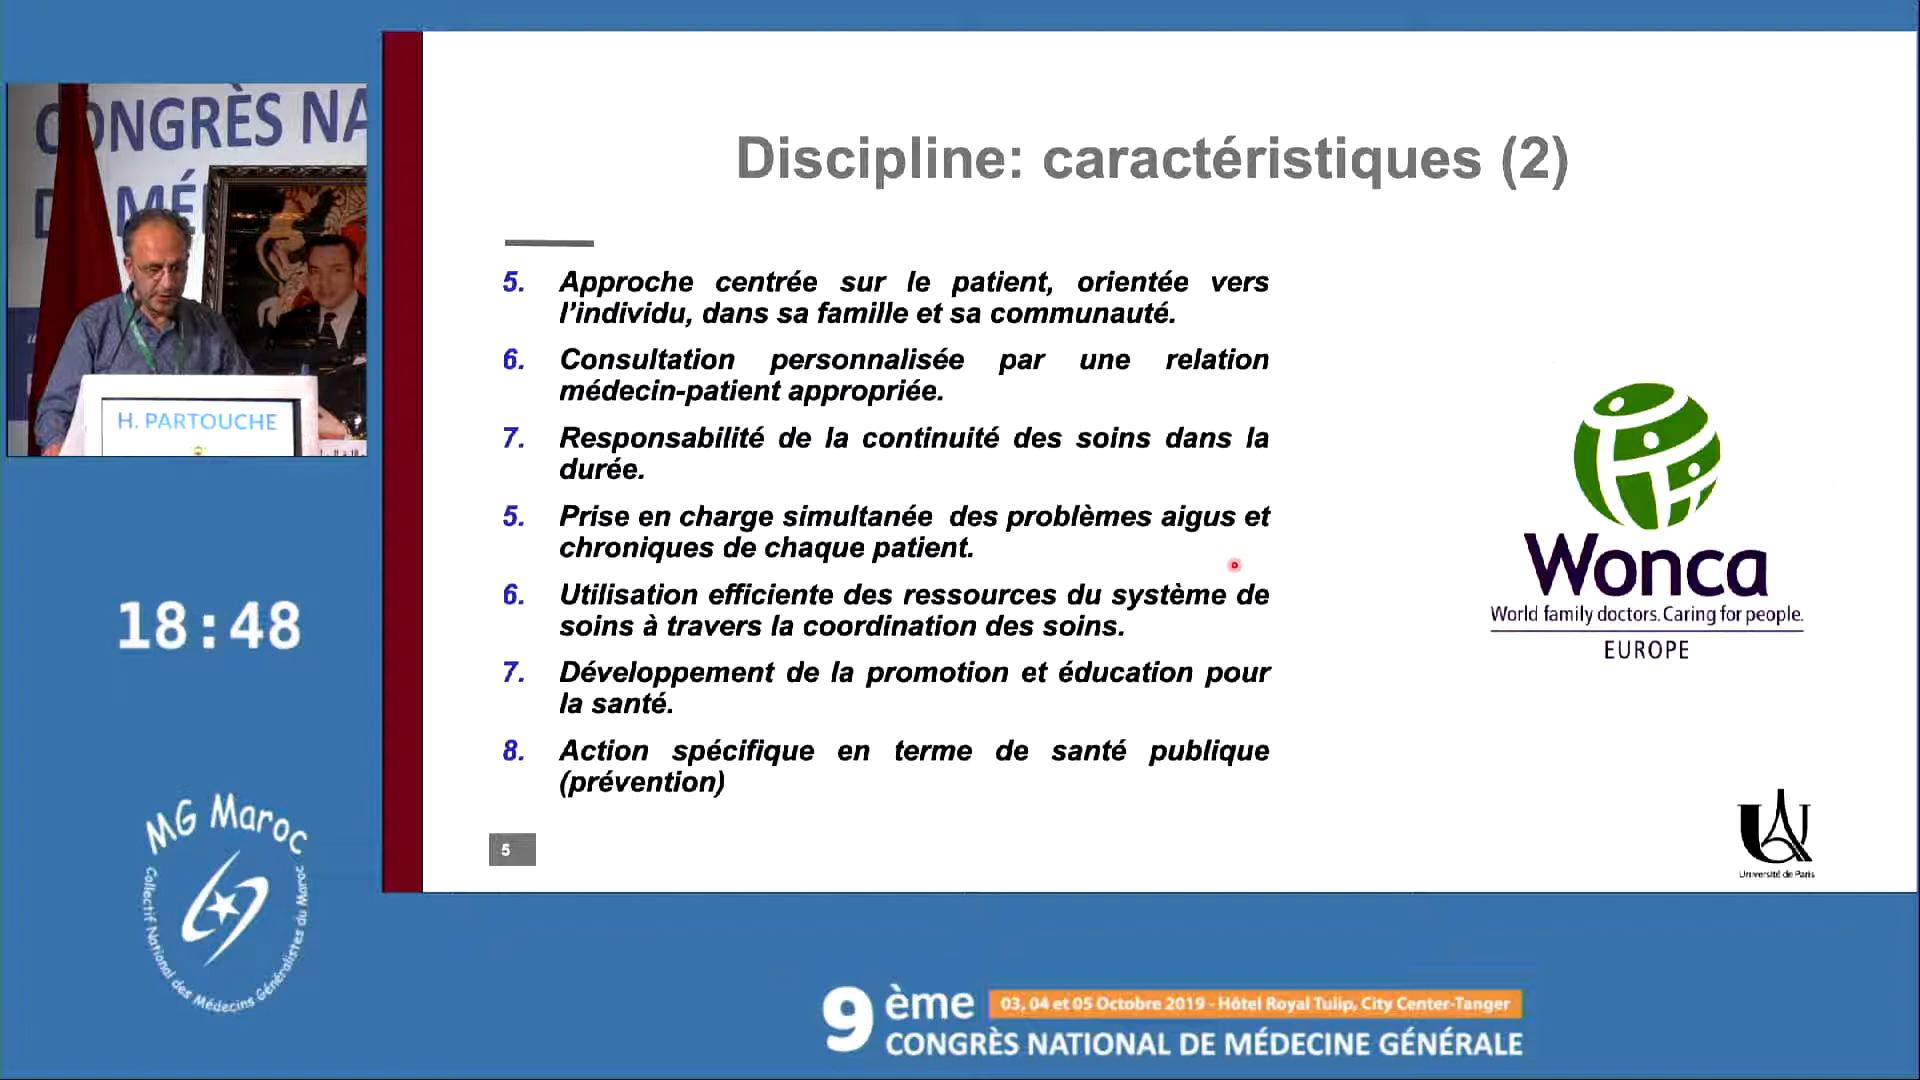 CONGRÈS NA
H. PARTOUCHE
18:48
MG Maroc
Collectif National des Médecins Généralistes du Maroc
Discipline: caractéristiques (2)
5. Approche centrée sur le patient, orientée vers
l’individu, dans sa famille et sa communauté.
6. Consultation personnalisée par une relation
médecin-patient appropriée.
7. Responsabilité de la continuité des soins dans la
durée.
5. Prise en charge simultanée des problèmes aigus et
chroniques de chaque patient.
6. Utilisation efficiente des ressources du système de
soins à travers la coordination des soins.
7. Développement de la promotion et éducation pour
la santé.
8. Action spécifique en terme de santé publique
(prévention)
5
Wonca
World family doctors. Caring for people.
EUROPE
Université de Paris
9ème
03, 04 et 05 Octobre 2019 - Hôtel Royal Tulip, City Center-Tanger
CONGRÈS NATIONAL DE MÉDECINE GÉNÉRALE